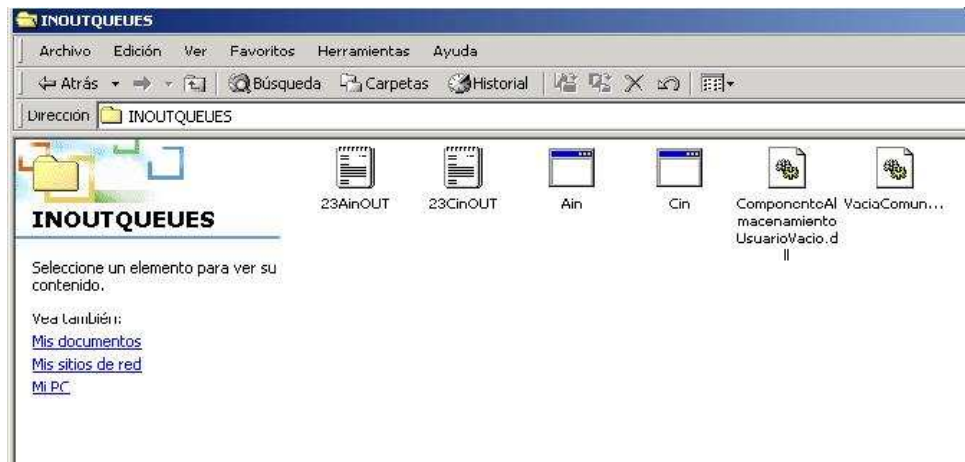 INOUTQUEUES
Archivo Edición Ver Favoritos Herramientas Ayuda
Atrás Búsqueda Carpetas Historial
Dirección INOUTQUEUES
INOUTQUEUES
Seleccione un elemento para ver su
contenido.
Vea también:
Mis documentos
Mis sitios de red
Mi PC
23AinOUT
23CinOUT
Ain
Cin
ComponenteAl
macenamiento
UsuarioVacio.d
ll
VaciaComun...